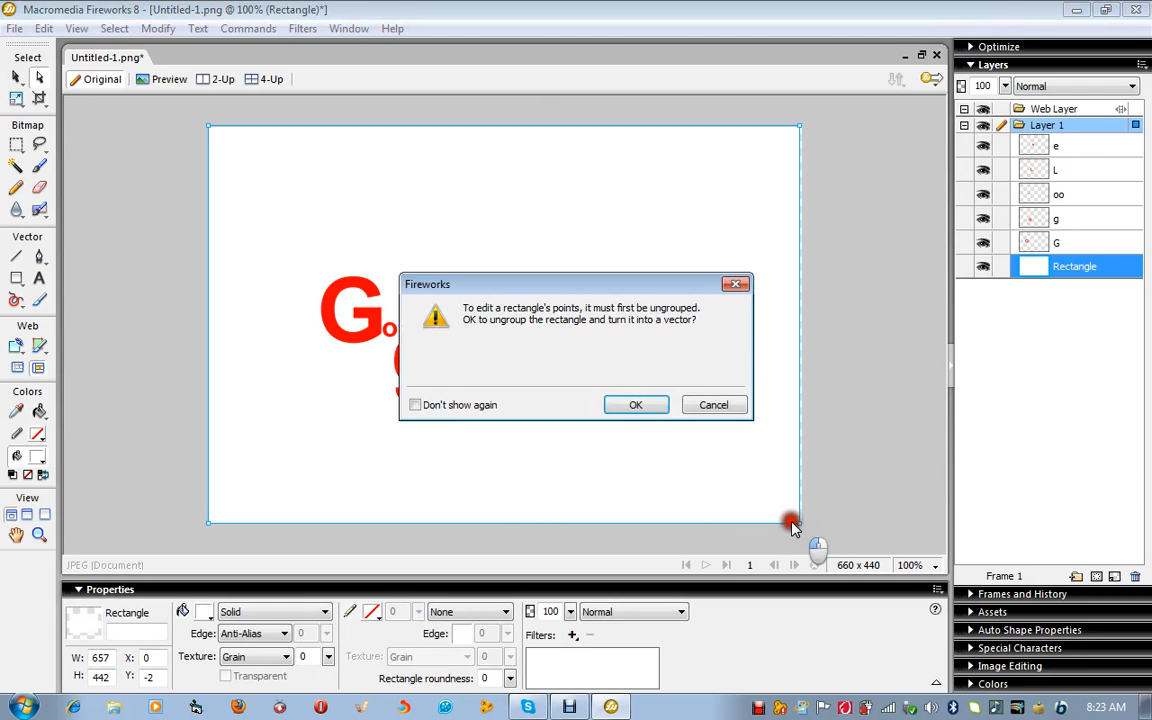 Macromedia Fireworks 8 - [Untitled-1.png @ 100% (Rectangle)*]
File Edit View Select Modify Text Commands Filters Window Help
Select
Bitmap
Vector
Web
Colors
View
Untitled-1.png*
Original Preview 2-Up 4-Up
G
o
Fireworks
To edit a rectangle's points, it must first be ungrouped.
OK to ungroup the rectangle and turn it into a vector?
Don't show again OK Cancel
JPEG (Document) 1 660 x 440 100%
Optimize
Layers
100 Normal
Web Layer
Layer 1
e
L
oo
g
G
Rectangle
Frame 1
Frames and History
Assets
Auto Shape Properties
Special Characters
Image Editing
Colors
Properties
Rectangle
Solid
Edge: Anti-Alias 0
Texture: Grain 0
Transparent
W: 657 X: 0
H: 442 Y: -2
0 None
Edge: 0
Texture: Grain 0
Rectangle roundness: 0
100 Normal
Filters:
8:23 AM